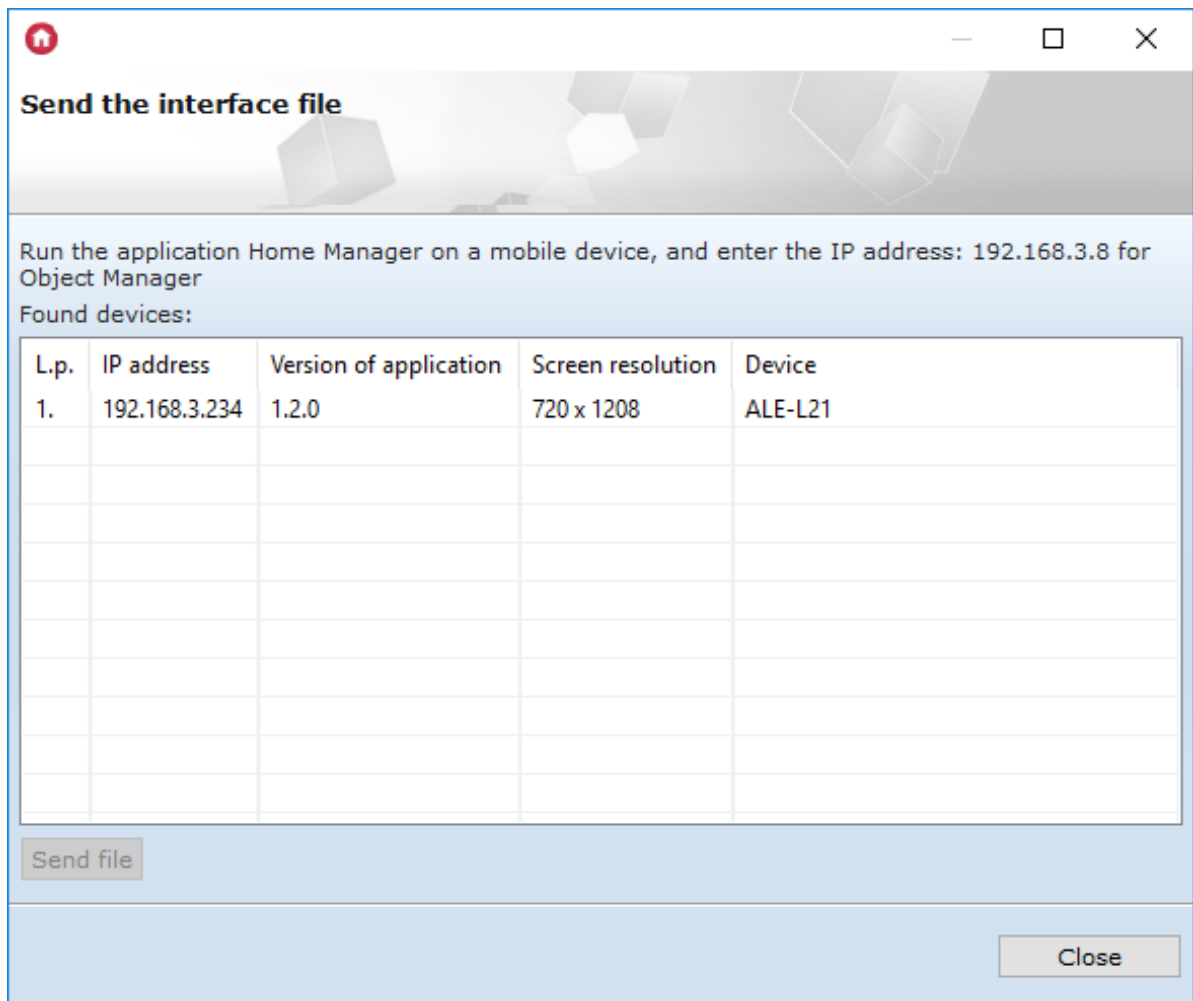 Send the interface file
Run the application Home Manager on a mobile device, and enter the IP address: 192.168.3.8 for
Object Manager
Found devices:
L.p. IP address Version of application Screen resolution Device
1. 192.168.3.234 1.2.0 720 x 1208 ALE-L21
Send file
Close